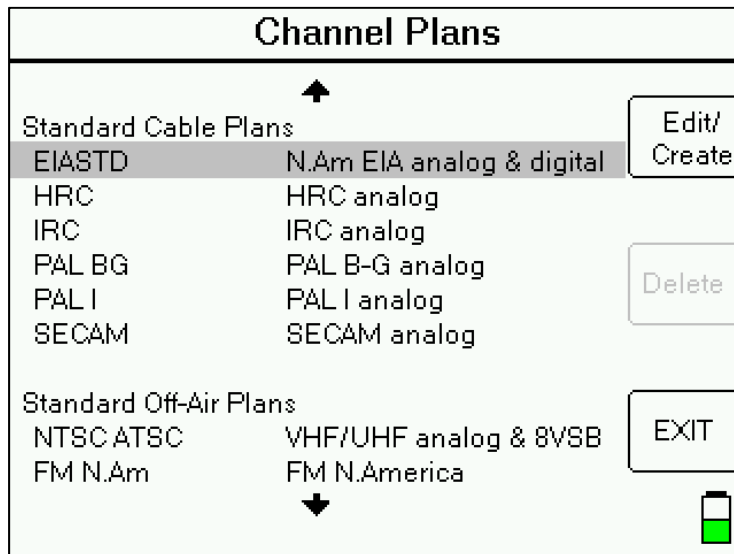 Channel Plans
Standard Cable Plans
EIASTD N.Am EIA analog & digital
HRC HRC analog
IRC IRC analog
PAL BG PAL B-G analog
PAL I PAL I analog
SECAM SECAM analog
Standard Off-Air Plans
NTSC ATSC VHF/UHF analog & 8VSB
FM N.Am FM N.America
Edit/
Create
Delete
EXIT